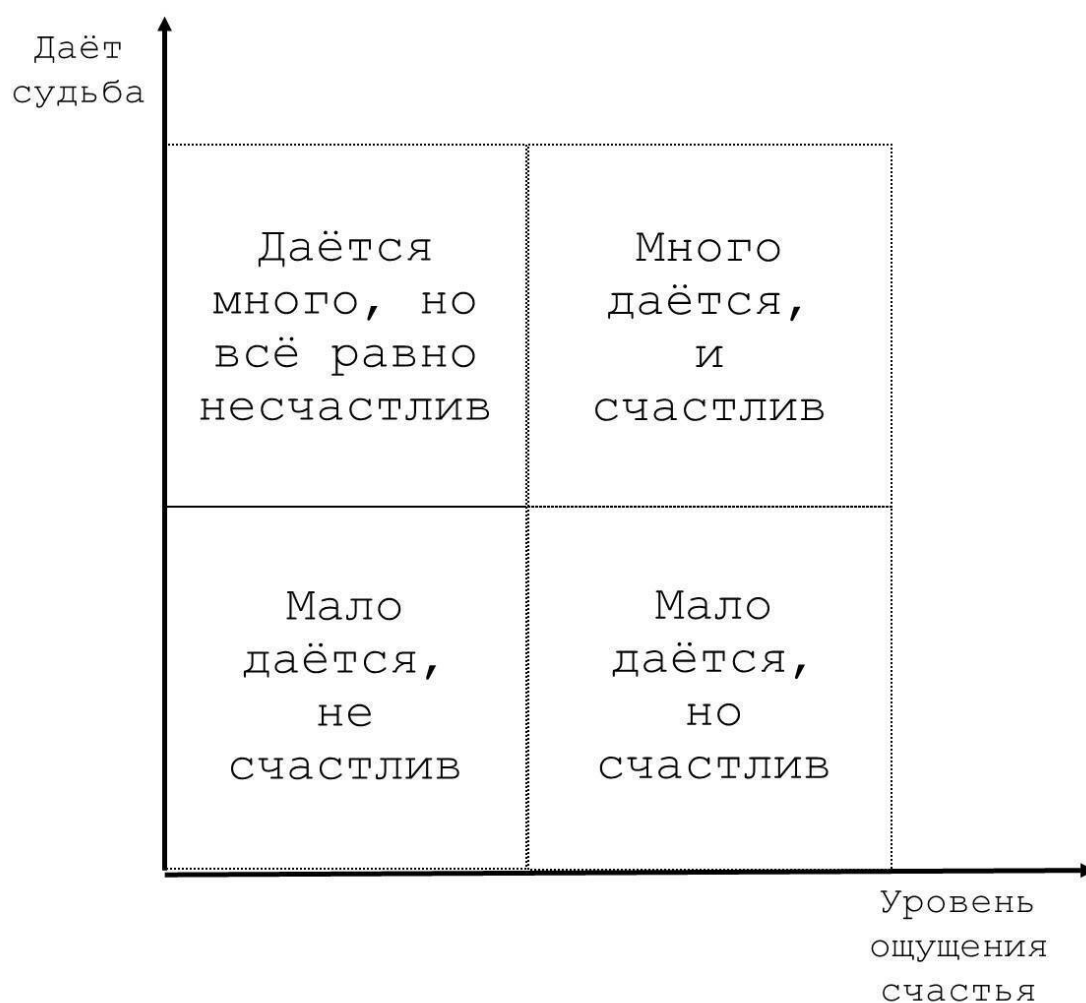 Даёт
судьба
Даётся
много, но
всё равно
несчастлив
Много
даётся,
и
счастлив
Мало
даётся,
не
счастлив
Мало
даётся,
но
счастлив
Уровень
ощущения
счастья